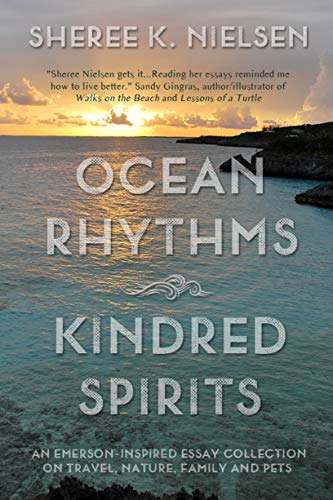 SHEREE K. NIELSEN
"Sheree Nielsen gets it...Reading her essays reminded me
how to live better." Sandy Gingras, author/illustrator of
Walks on the Beach and Lessons of a Turtle
OCEAN
RHYTHMS
KINDRED
SPIRITS
AN EMERSON-INSPIRED ESSAY COLLECTION
ON TRAVEL, NATURE, FAMILY AND PETS